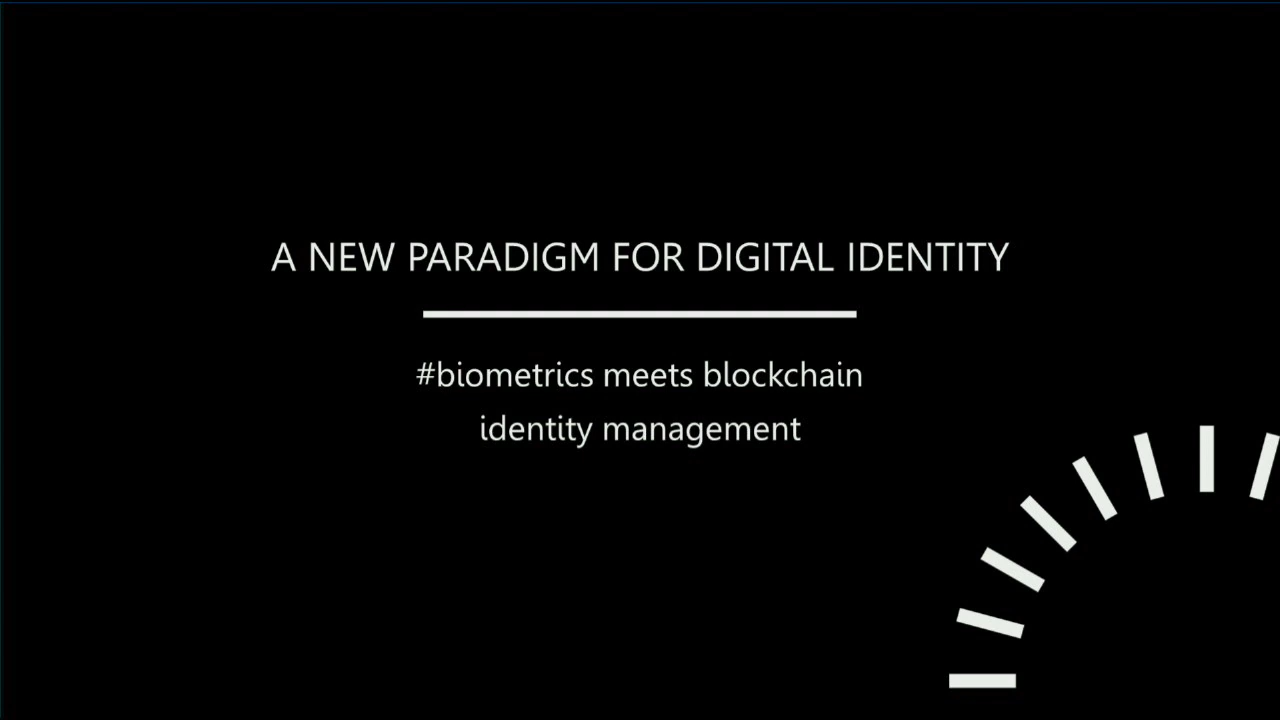 A NEW PARADIGM FOR DIGITAL IDENTITY
#biometrics meets blockchain
identity management